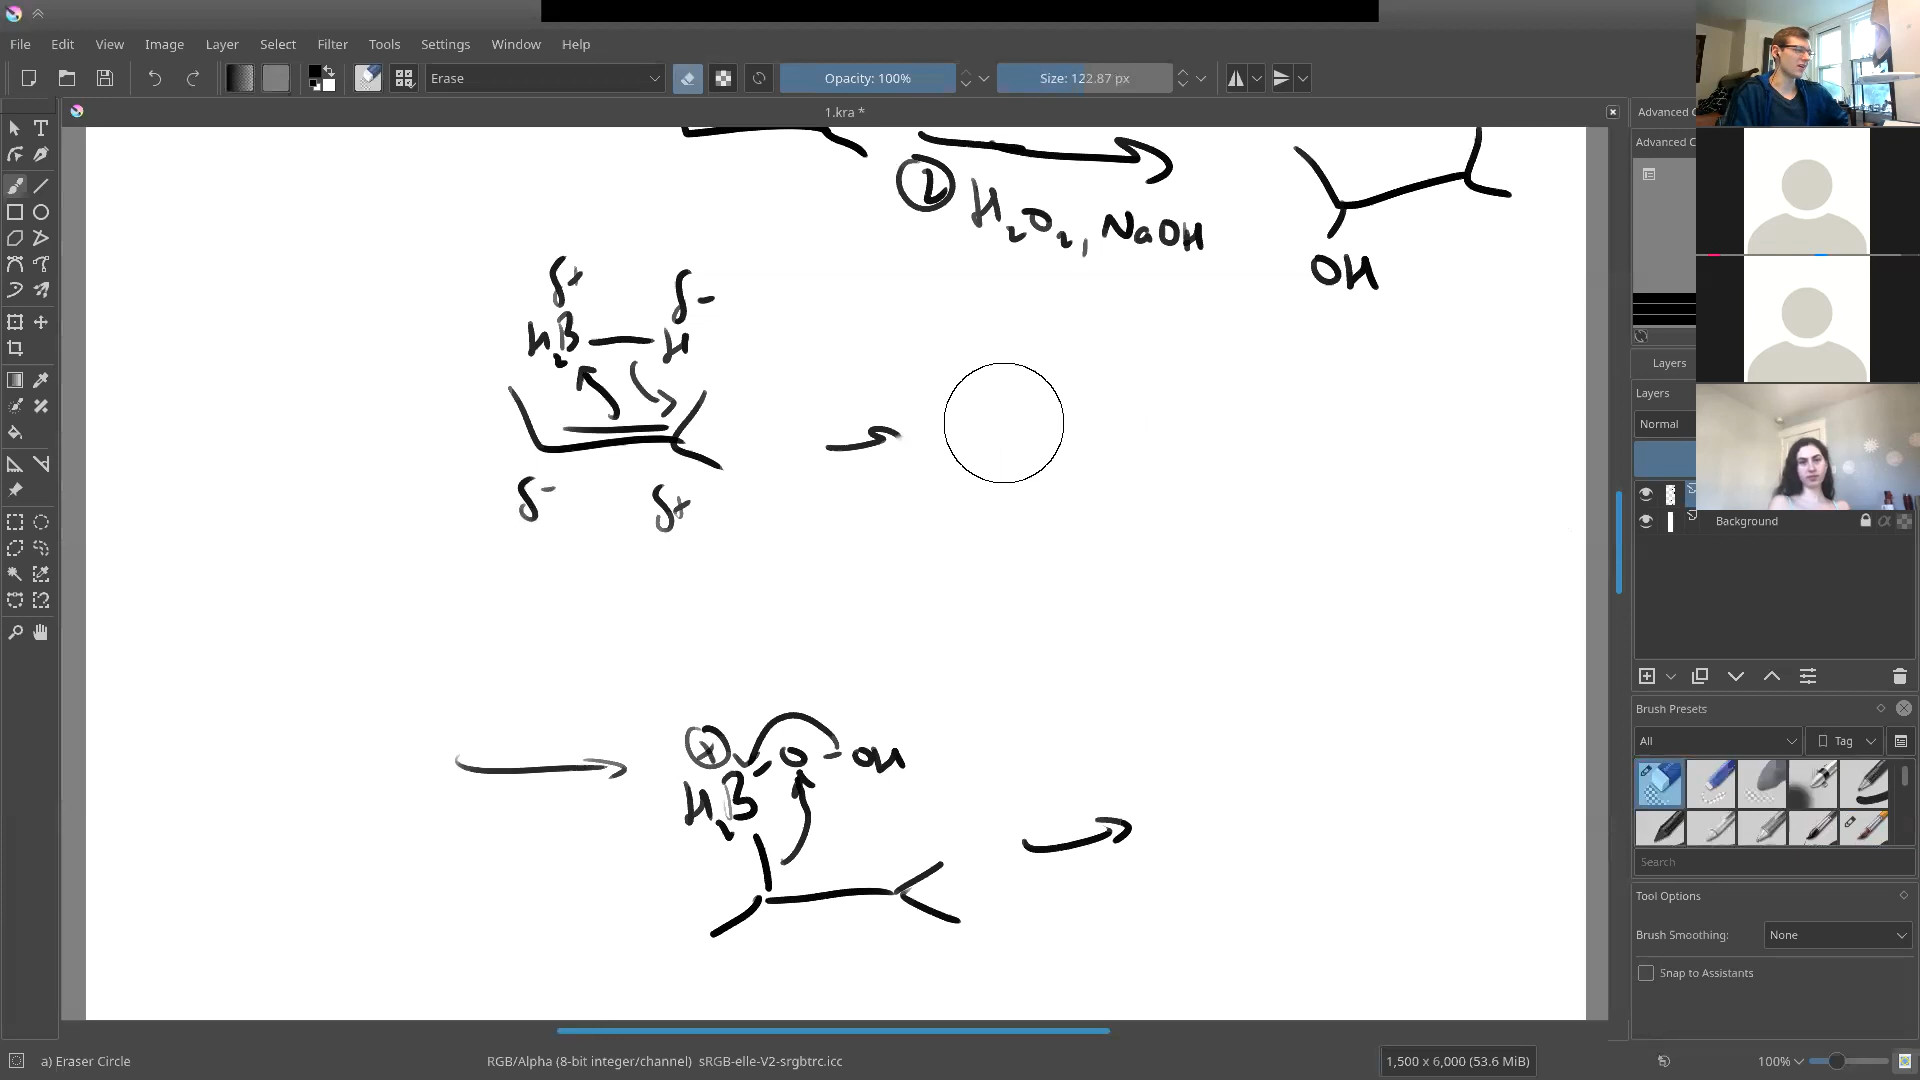 File Edit View Image Layer Select Filter Tools Settings Window Help
Erase Opacity: 100% Size: 122.87 px
1.kra *
Advanced C
Advanced C
② H₂O₂, NaOH
OH
δ+ δ-
H₂B H
δ- δ+
Layers
Layers
Normal
Background
⊕ O - OH
H₂B
Brush Presets
All Tag
Search
Tool Options
Brush Smoothing: None
Snap to Assistants
a) Eraser Circle RGB/Alpha (8-bit integer/channel) sRGB-elle-V2-srgbtrc.icc 1,500 x 6,000 (53.6 MiB) 100%